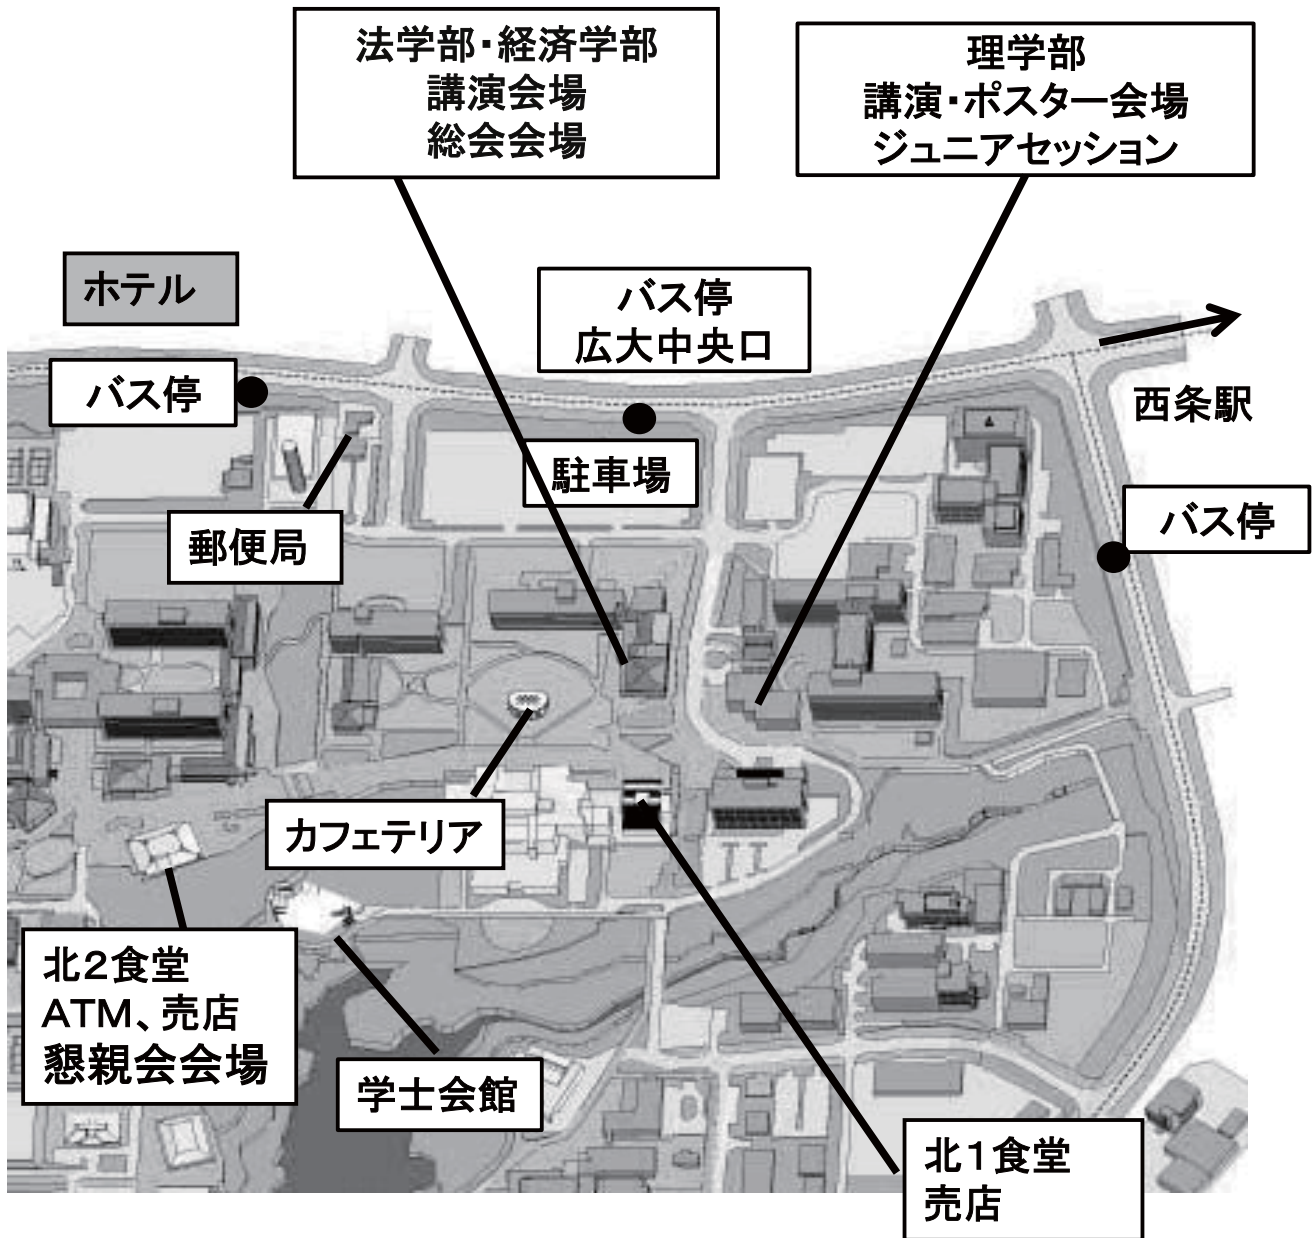 法学部・経済学部
講演会場
総会会場
理学部
講演・ポスター会場
ジュニアセッション
ホテル
バス停
広大中央口
バス停
西条駅
駐車場
バス停
郵便局
カフェテリア
北２食堂
ATM、売店
懇親会会場
学士会館
北１食堂
売店